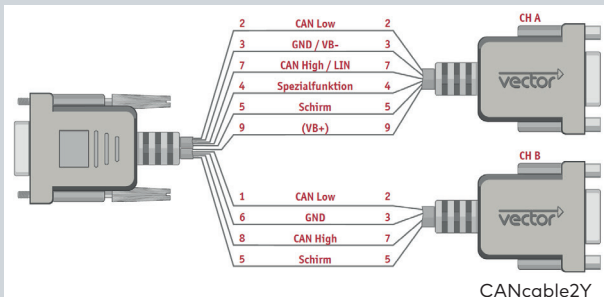 CH A
2 CAN Low 2
3 GND / VB- 3
7 CAN High / LIN 7
4 Spezialfunktion 4
5 Schirm 5
9 (VB+) 9
vector
CH B
1 CAN Low 2
6 GND 3
8 CAN High 7
5 Schirm 5
vector
CANcable2Y